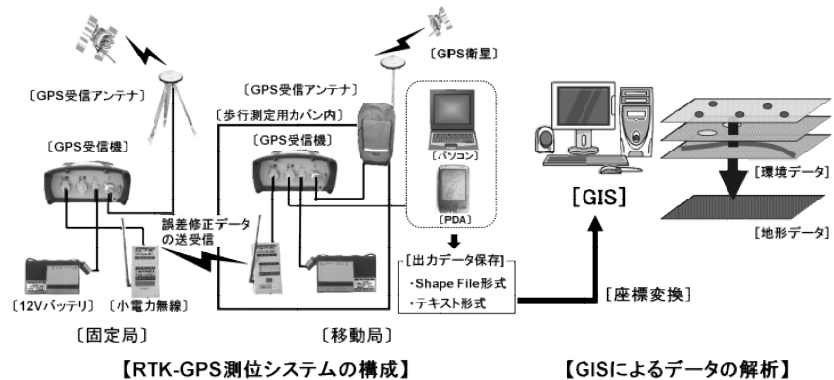 〔GPS衛星〕
〔GPS受信アンテナ〕
〔GPS受信アンテナ〕
〔歩行測定用カバン内〕
〔GPS受信機〕
〔GPS受信機〕
[パソコン]
[PDA]
誤差修正データ
の送受信
[出力データ保存]
・Shape File形式
・テキスト形式
[12Vバッテリ]
[小電力無線]
〔固定局〕
〔移動局〕
【RTK-GPS測位システムの構成】
[GIS]
[環境データ]
[地形データ]
[座標変換]
【GISによるデータの解析】